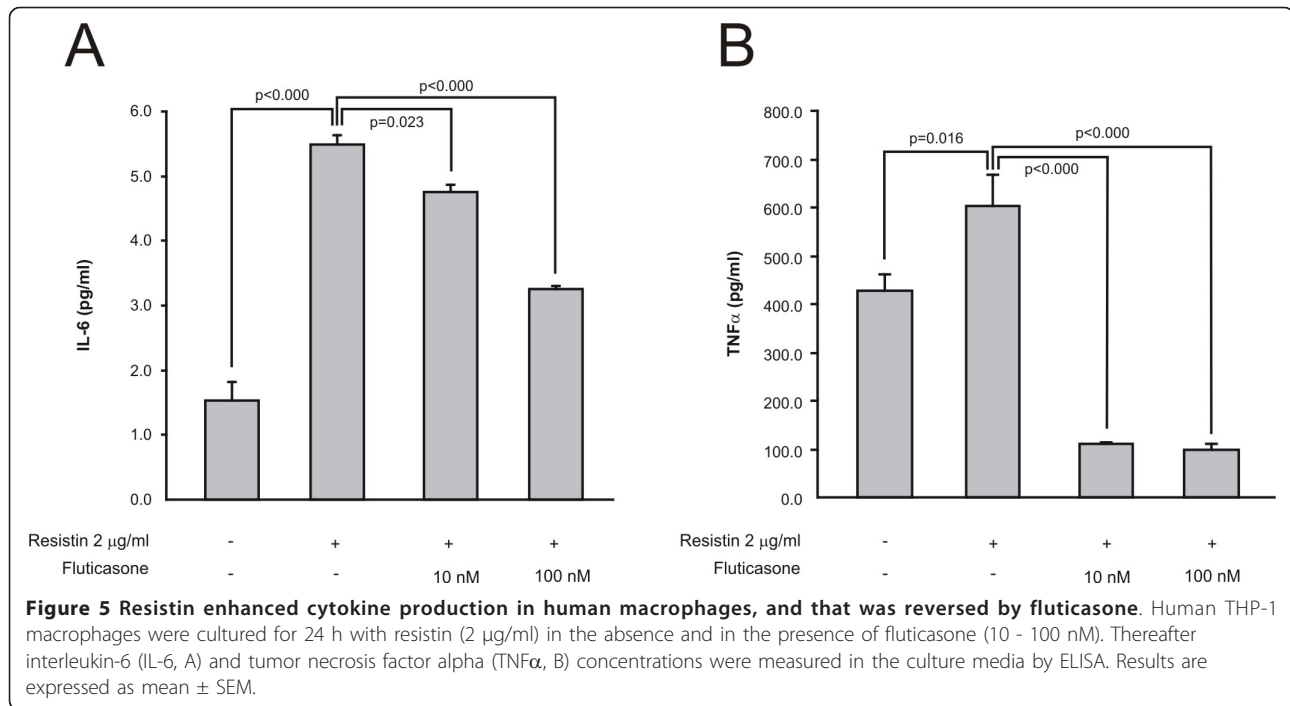 A
p<0.000
p<0.000
p=0.023
6.0
5.0
4.0
3.0
2.0
1.0
0.0
IL-6 (pg/ml)
Resistin 2 μg/ml - + + +
Fluticasone - - 10 nM 100 nM
B
p=0.016
p<0.000
p<0.000
800.0
700.0
600.0
500.0
400.0
300.0
200.0
100.0
0.0
TNFα (pg/ml)
Resistin 2 μg/ml - + + +
Fluticasone - - 10 nM 100 nM
Figure 5 Resistin enhanced cytokine production in human macrophages, and that was reversed by fluticasone. Human THP-1
macrophages were cultured for 24 h with resistin (2 μg/ml) in the absence and in the presence of fluticasone (10 - 100 nM). Thereafter
interleukin-6 (IL-6, A) and tumor necrosis factor alpha (TNFα, B) concentrations were measured in the culture media by ELISA. Results are
expressed as mean ± SEM.